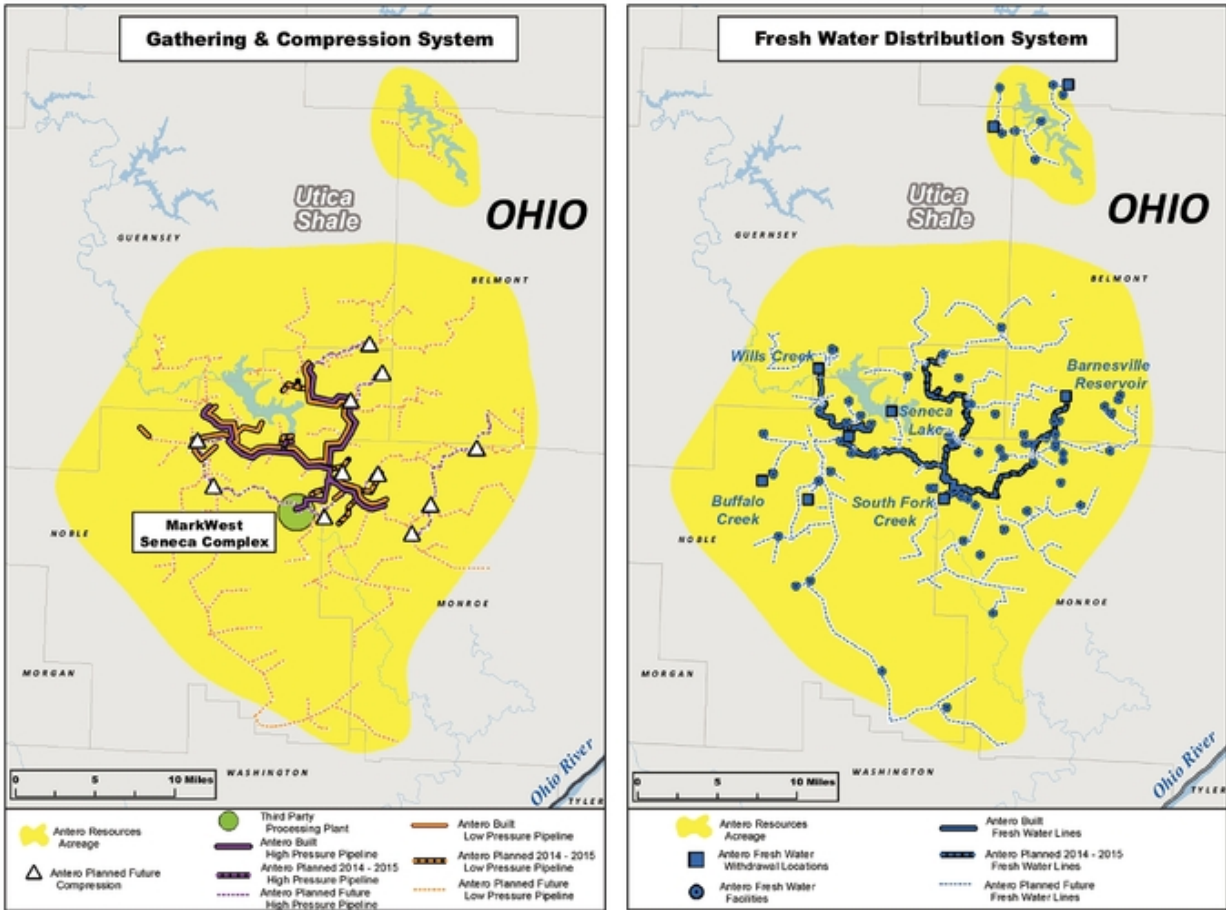 Gathering & Compression System
Utica
Shale
OHIO
GUERNSEY
BELMONT
MarkWest
Seneca Complex
NOBLE
MONROE
MORGAN
WASHINGTON
Ohio River
TYLER
0 5 10 Miles
Antero Resources
Acreage
Antero Planned Future
Compression
Third Party
Processing Plant
Antero Built
High Pressure Pipeline
Antero Planned 2014 - 2015
High Pressure Pipeline
Antero Planned Future
High Pressure Pipeline
Antero Built
Low Pressure Pipeline
Antero Planned 2014 - 2015
Low Pressure Pipeline
Antero Planned Future
Low Pressure Pipeline
Fresh Water Distribution System
Utica
Shale
OHIO
GUERNSEY
BELMONT
Wills Creek
Barnesville
Reservoir
Seneca
Lake
Buffalo
Creek
South Fork
Creek
NOBLE
MONROE
MORGAN
WASHINGTON
Ohio River
TYLER
0 5 10 Miles
Antero Resources
Acreage
Antero Fresh Water
Withdrawal Locations
Antero Fresh Water
Facilities
Antero Built
Fresh Water Lines
Antero Planned 2014 - 2015
Fresh Water Lines
Antero Planned Future
Fresh Water Lines